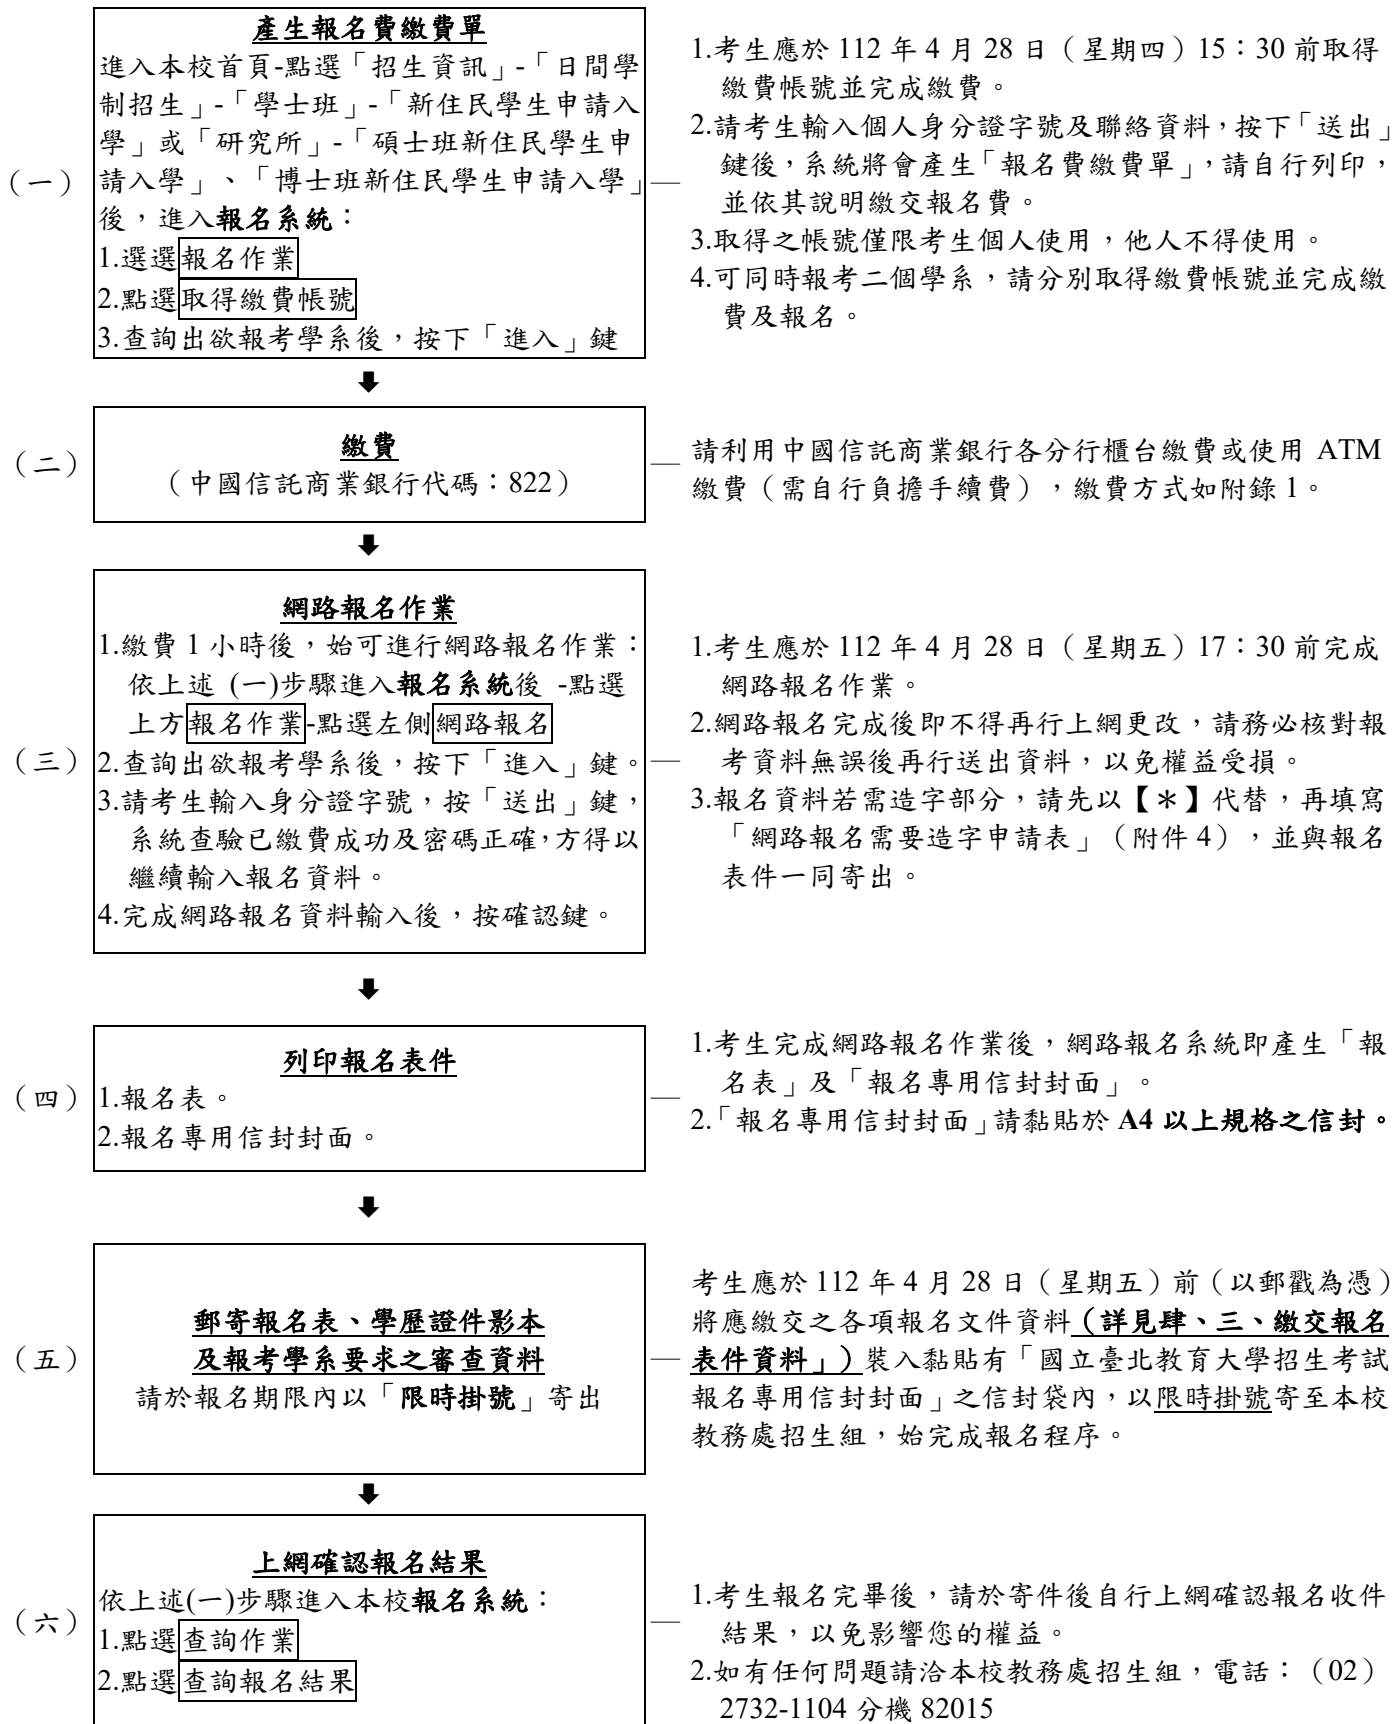 產生報名費繳費單
進入本校首頁-點選「招生資訊」-「日間學
制招生」-「學士班」-「新住民學生申請入
學」或「研究所」-「碩士班新住民學生申
(一)
請入學」、「博士班新住民學生申請入學」
後，進入報名系統：
1.選選報名作業
2.點選取得繳費帳號
3.查詢出欲報考學系後，按下「進入」鍵
1.考生應於 112 年 4 月 28 日（星期四）15：30 前取得
繳費帳號並完成繳費。
2.請考生輸入個人身分證字號及聯絡資料，按下「送出」
鍵後，系統將會產生「報名費繳費單」，請自行列印，
並依其說明繳交報名費。
3.取得之帳號僅限考生個人使用，他人不得使用。
4.可同時報考二個學系，請分別取得繳費帳號並完成繳
費及報名。
(二)
繳費
（中國信託商業銀行代碼：822）
請利用中國信託商業銀行各分行櫃台繳費或使用 ATM
繳費（需自行負擔手續費），繳費方式如附錄 1。
網路報名作業
1.繳費 1 小時後，始可進行網路報名作業：
依上述 (一)步驟進入報名系統後 -點選
上方報名作業-點選左側網路報名
(三)
2.查詢出欲報考學系後，按下「進入」鍵。
3.請考生輸入身分證字號，按「送出」鍵，
系統查驗已繳費成功及密碼正確，方得以
繼續輸入報名資料。
4.完成網路報名資料輸入後，按確認鍵。
1.考生應於 112 年 4 月 28 日（星期五）17：30 前完成
網路報名作業。
2.網路報名完成後即不得再行上網更改，請務必核對報
考資料無誤後再行送出資料，以免權益受損。
3.報名資料若需造字部分，請先以【＊】代替，再填寫
「網路報名需要造字申請表」（附件 4），並與報名
表件一同寄出。
列印報名表件
(四)
1.報名表。
2.報名專用信封封面。
1.考生完成網路報名作業後，網路報名系統即產生「報
名表」及「報名專用信封封面」。
2.「報名專用信封封面」請黏貼於 A4 以上規格之信封。
郵寄報名表、學歷證件影本
(五)
及報考學系要求之審查資料
請於報名期限內以「限時掛號」寄出
考生應於 112 年 4 月 28 日（星期五）前（以郵戳為憑）
將應繳交之各項報名文件資料（詳見肆、三、繳交報名
表件資料」）裝入黏貼有「國立臺北教育大學招生考試
報名專用信封封面」之信封袋內，以限時掛號寄至本校
教務處招生組，始完成報名程序。
上網確認報名結果
依上述(一)步驟進入本校報名系統：
(六)
1.點選查詢作業
2.點選查詢報名結果
1.考生報名完畢後，請於寄件後自行上網確認報名收件
結果，以免影響您的權益。
2.如有任何問題請洽本校教務處招生組，電話：（02）
2732-1104 分機 82015